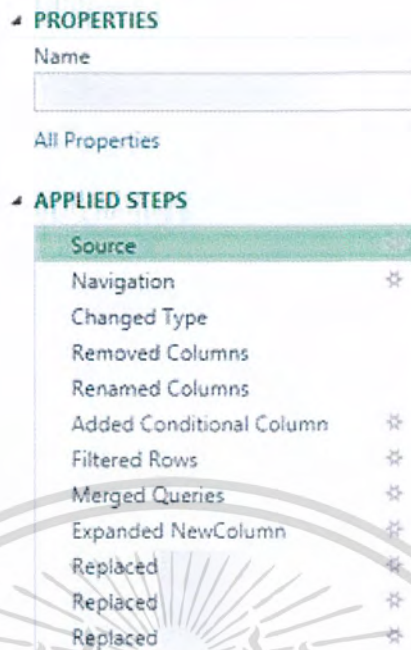 PROPERTIES
Name
All Properties
APPLIED STEPS
Source
Navigation
Changed Type
Removed Columns
Renamed Columns
Added Conditional Column
Filtered Rows
Merged Queries
Expanded NewColumn
Replaced
Replaced
Replaced